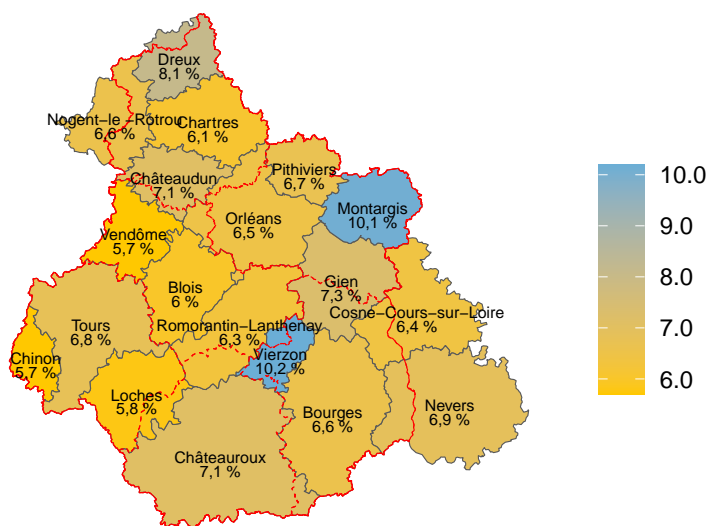 Dreux
8,1 %
Nogent−le −Rotrou
6,6 %
Chartres
6,1 %
Châteaudun
7,1 %
Pithiviers
6,7 %
Montargis
10,1 %
Orléans
6,5 %
Vendôme
5,7 %
Blois
6 %
Gien
7,3 %
Cosne−Cours−sur−Loire
6,4 %
Tours
6,8 %
Romorantin−Lanthenay
6,3 %
Vierzon
10,2 %
Chinon
5,7 %
Loches
5,8 %
Bourges
6,6 %
Nevers
6,9 %
Châteauroux
7,1 %
10.0
9.0
8.0
7.0
6.0